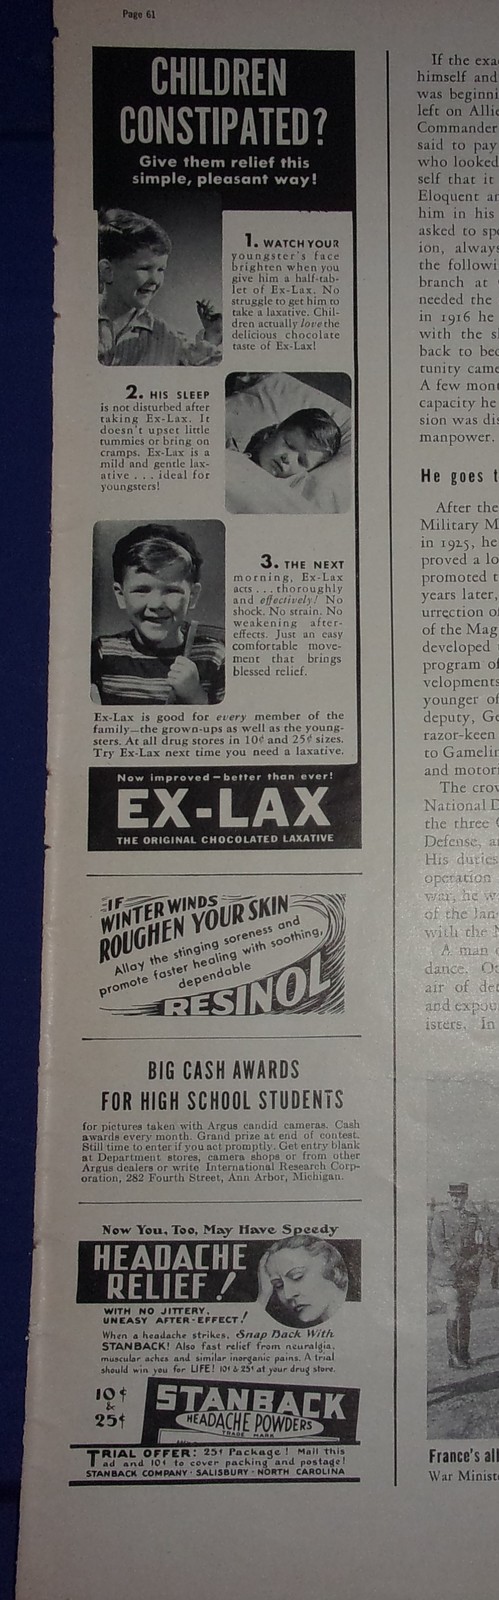 Page 61
CHILDREN
CONSTIPATED?
Give them relief this
simple, pleasant way!
1. WATCH YOUR
youngster's face
brighten when you
give him a half-tab-
let of Ex-Lax. No
struggle to get him to
take a laxative. Chil-
dren actually love the
delicious chocolate
taste of Ex-Lax!
2. HIS SLEEP
is not disturbed after
taking Ex-Lax. It
doesn't upset little
tummies or bring on
cramps. Ex-Lax is a
mild and gentle lax-
ative . . . ideal for
youngsters!
3. THE NEXT
morning, Ex-Lax
acts . . . thoroughly
and effectively! No
shock. No strain. No
weakening after-
effects. Just an easy
comfortable move-
ment that brings
blessed relief.
Ex-Lax is good for every member of the
family—the grown-ups as well as the young-
sters. At all drug stores in 10¢ and 25¢ sizes.
Try Ex-Lax next time you need a laxative.
Now improved—better than ever!
EX-LAX
THE ORIGINAL CHOCOLATED LAXATIVE
IF
WINTER WINDS
ROUGHEN YOUR SKIN
Allay the stinging soreness and
promote faster healing with soothing,
dependable
RESINOL
BIG CASH AWARDS
FOR HIGH SCHOOL STUDENTS
for pictures taken with Argus candid cameras. Cash
awards every month. Grand prize at end of contest.
Still time to enter if you act promptly. Get entry blank
at Department stores, camera shops or from other
Argus dealers or write International Research Corp-
oration, 282 Fourth Street, Ann Arbor, Michigan.
Now You, Too, May Have Speedy
HEADACHE
RELIEF!
WITH NO JITTERY,
UNEASY AFTER-EFFECT!
When a headache strikes, Snap Back With
STANBACK! Also fast relief from neuralgia,
muscular aches and similar inorganic pains. A trial
should win you for LIFE! 10¢ & 25¢ at your drug store.
10¢
&
25¢
STANBACK
HEADACHE POWDERS
TRADE MARK
TRIAL OFFER: 25¢ Package! Mail this
ad and 10¢ to cover packing and postage!
STANBACK COMPANY · SALISBURY · NORTH CAROLINA
If the exa
himself and
was beginni
left on Allie
Commander
said to pay
who looked
self that it
Eloquent an
him in his
asked to spe
ion, always
the followi
branch at
needed the
in 1916 he
with the s
back to bec
tunity came
A few mont
capacity he
sion was dis
manpower.
He goes t
After the
Military M
in 1925, he
proved a lo
promoted t
years later,
urrection of
of the Mag
developed
program of
velopments
younger of
deputy, Ge
razor-keen
to Gamelin
and motori
The crow
National D
the three
Defense, a
His duties
operation
war, he w
of the lan
with the N
A man
dance. Ot
air of de
and expou
isters. In
France's all
War Ministe